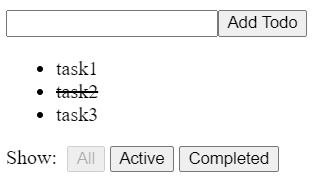 Add Todo
task1
task2
task3
Show: All Active Completed